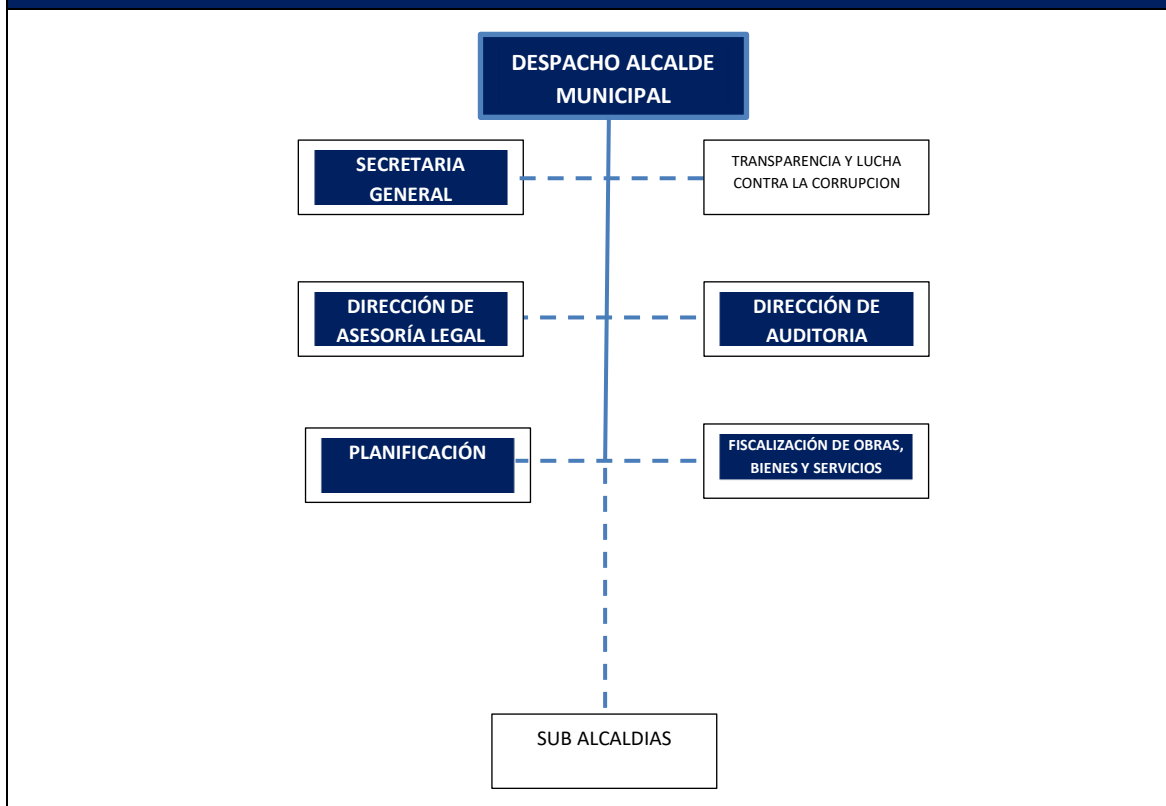 DESPACHO ALCALDE
MUNICIPAL
SECRETARIA
GENERAL
TRANSPARENCIA Y LUCHA
CONTRA LA CORRUPCION
DIRECCIÓN DE
ASESORÍA LEGAL
DIRECCIÓN DE
AUDITORIA
PLANIFICACIÓN
FISCALIZACIÓN DE OBRAS,
BIENES Y SERVICIOS
SUB ALCALDIAS